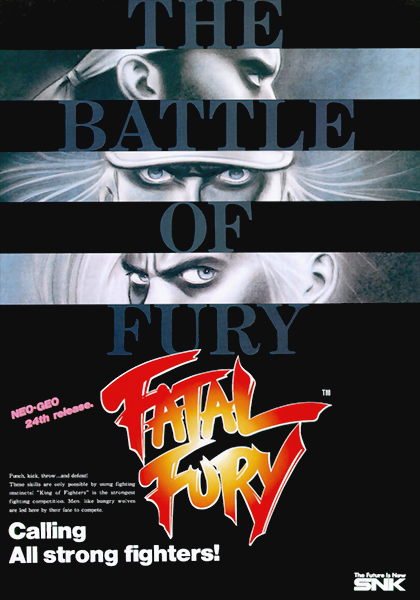 THE
BATTLE
OF
FURY
NEO-GEO
24th release.
FATAL
FURY
TM
Punch, kick, throw...and defeat!
These skills are only possible by using fighting
instincts! "King of Fighters" is the strongest
fighting competition. Men like hungry wolves
are led here by their fate to compete.
Calling
All strong fighters!
The Future Is Now
SNK